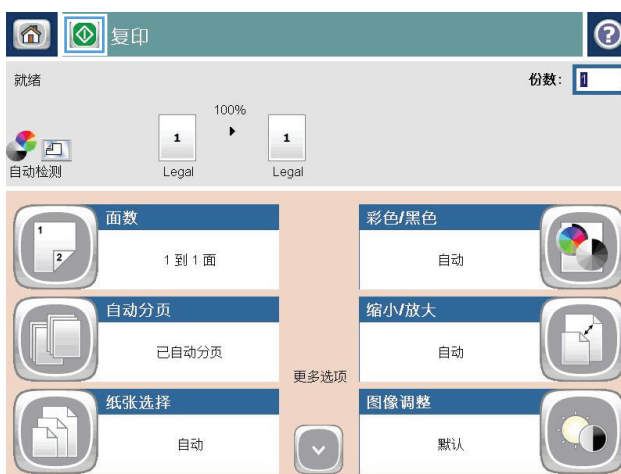 复印
就绪
份数: 1
100%
1 1
自动检测
Legal Legal
面数
1 到 1 面
彩色/黑色
自动
自动分页
已自动分页
缩小/放大
自动
更多选项
纸张选择
自动
图像调整
默认
1
2
?